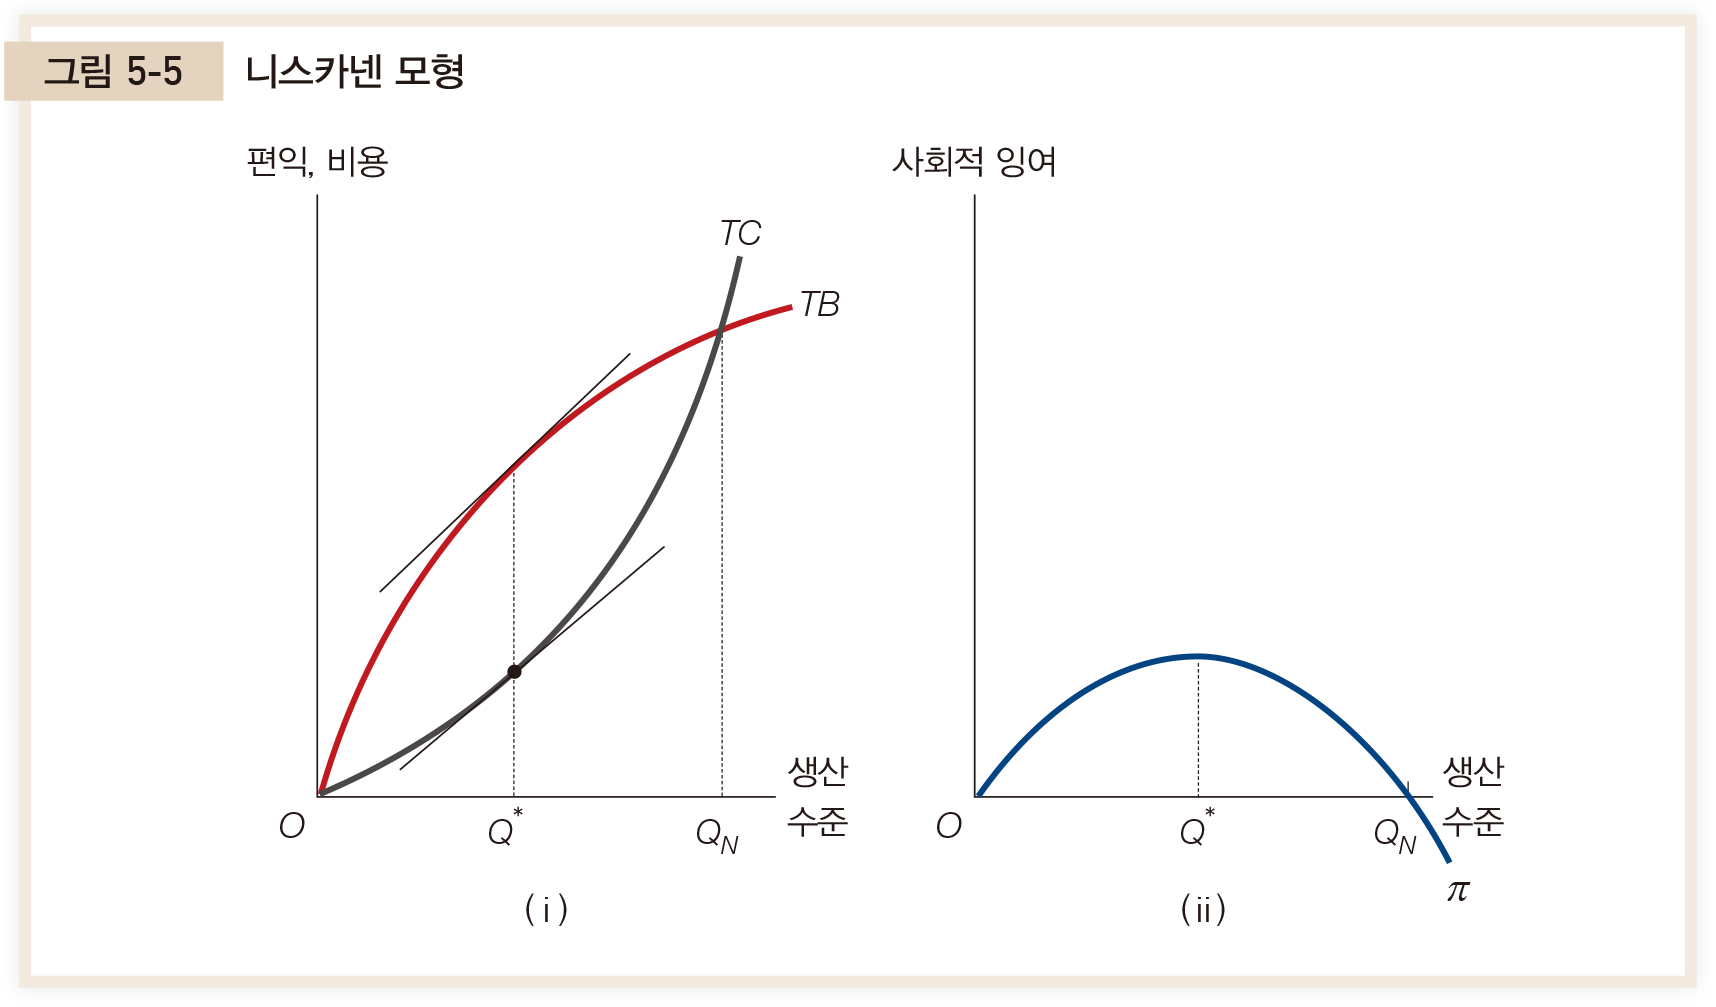 그림 5-5 니스카넨 모형
편익, 비용
TC
TB
생산
수준
O
Q*
QN
(i)
사회적 잉여
생산
수준
O
Q*
QN
π
(ii)